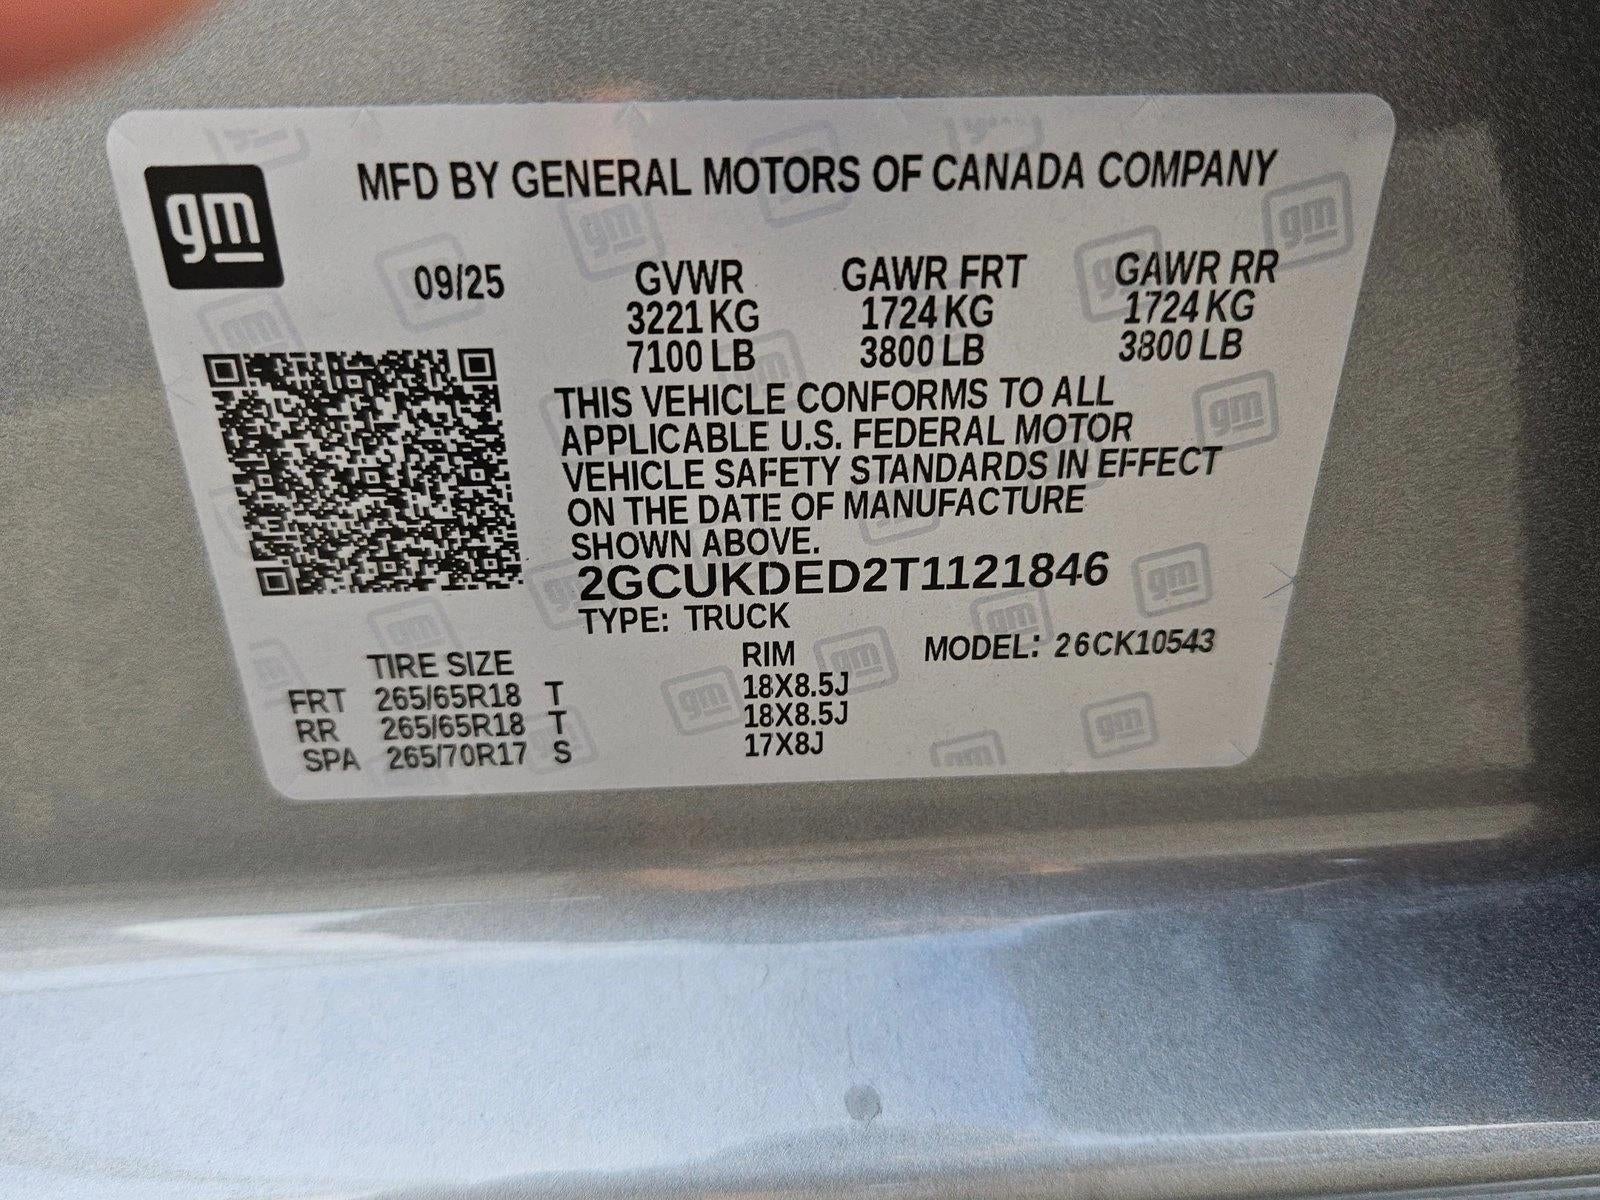 gm
MFD BY GENERAL MOTORS OF CANADA COMPANY
09/25 GVWR GAWR FRT GAWR RR
3221 KG 1724 KG 1724 KG
7100 LB 3800 LB 3800 LB
THIS VEHICLE CONFORMS TO ALL
APPLICABLE U.S. FEDERAL MOTOR
VEHICLE SAFETY STANDARDS IN EFFECT
ON THE DATE OF MANUFACTURE
SHOWN ABOVE.
2GCUKDED2T1121846
TYPE: TRUCK
TIRE SIZE RIM MODEL: 26CK10543
FRT 265/65R18 T 18X8.5J
RR 265/65R18 T 18X8.5J
SPA 265/70R17 S 17X8J